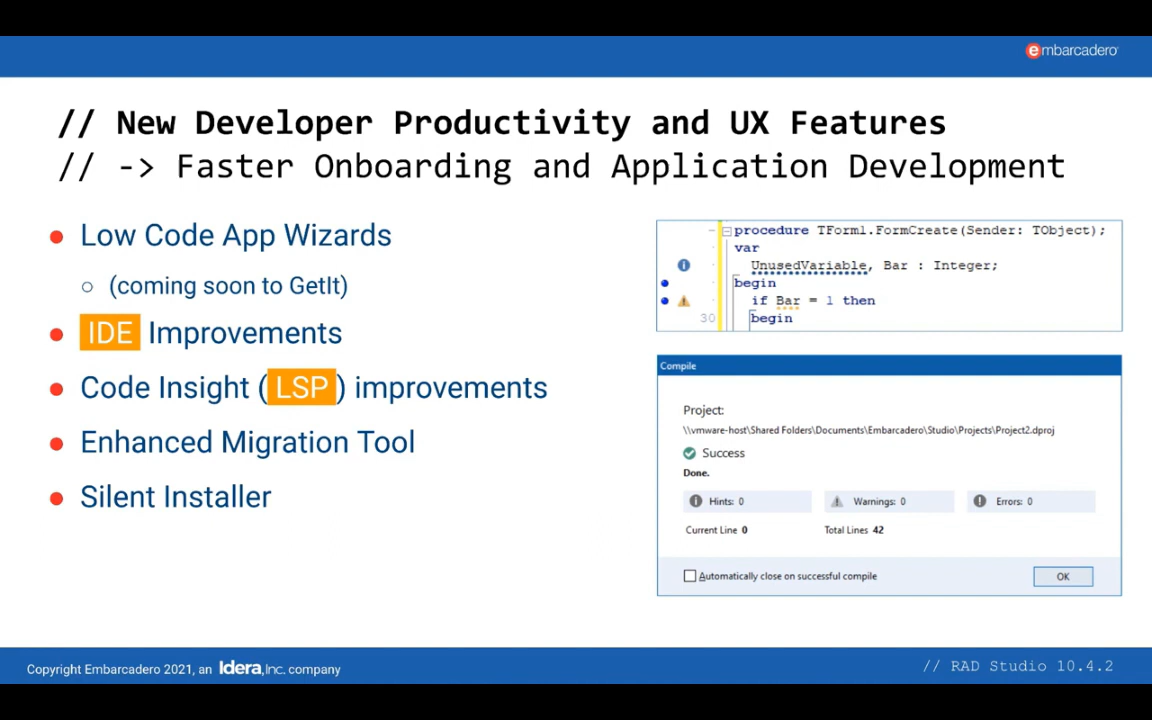 embarcadero
// New Developer Productivity and UX Features
// -> Faster Onboarding and Application Development
• Low Code App Wizards
○ (coming soon to GetIt)
• IDE Improvements
• Code Insight (LSP) improvements
• Enhanced Migration Tool
• Silent Installer
procedure TForm1.FormCreate(Sender: TObject);
var
UnusedVariable, Bar : Integer;
begin
if Bar = 1 then
30 begin
Compile
Project:
\\vmware-host\Shared Folders\Documents\Embarcadero\Studio\Projects\Project2.dproj
Success
Done.
Hints: 0 Warnings: 0 Errors: 0
Current Line 0 Total Lines 42
Automatically close on successful compile OK
Copyright Embarcadero 2021, an Idera, Inc. company // RAD Studio 10.4.2